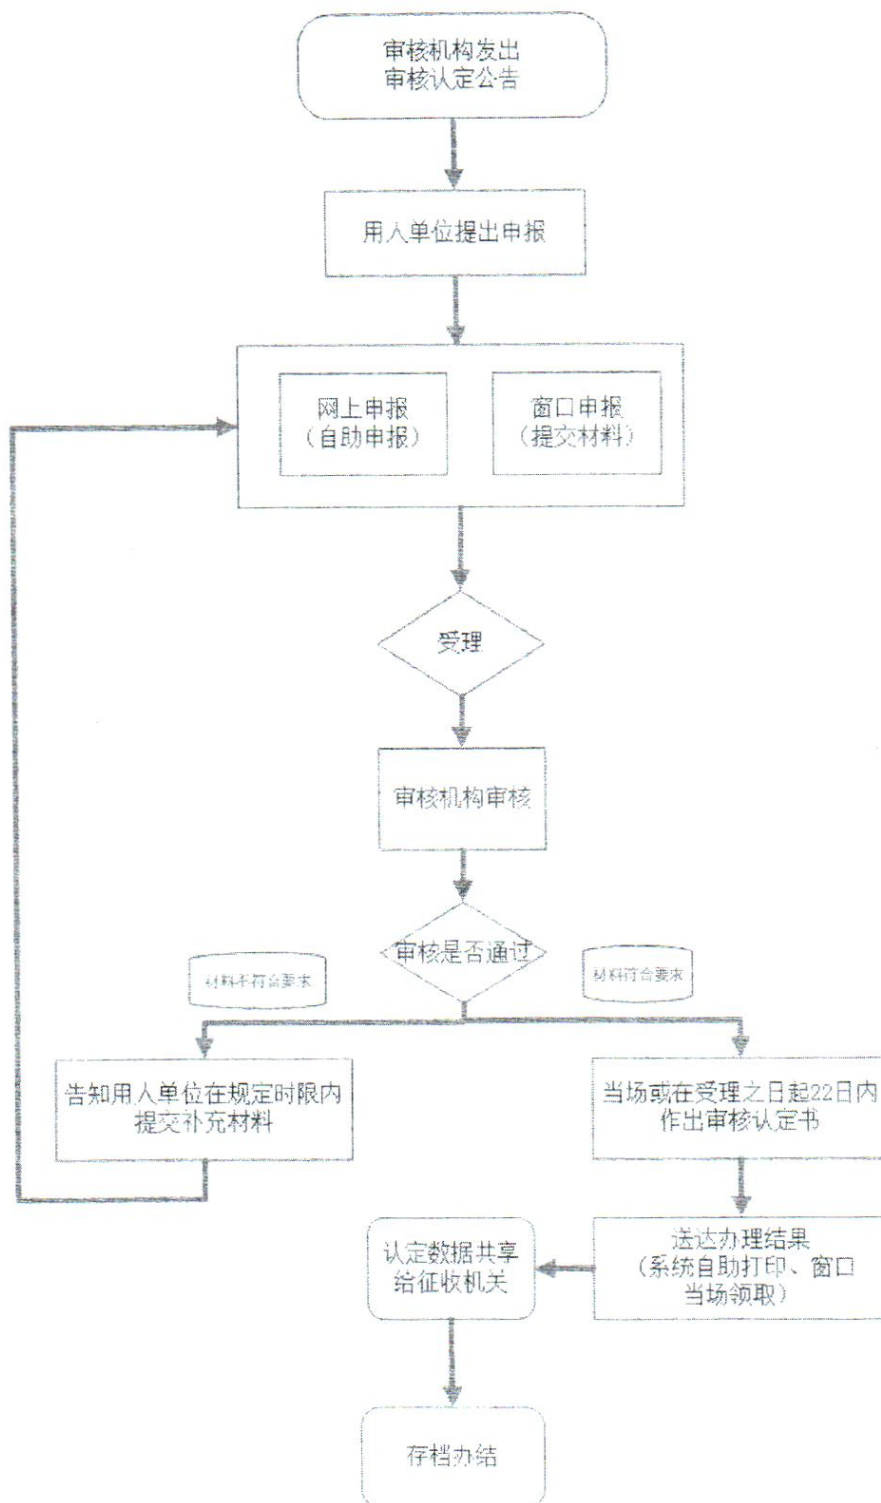 审核机构发出
审核认定公告
用人单位提出申报
网上申报
（自助申报）
窗口申报
（提交材料）
受理
审核机构审核
审核是否通过
材料不符合要求
材料符合要求
告知用人单位在规定时限内
提交补充材料
当场或在受理之日起22日内
作出审核认定书
送达办理结果
（系统自助打印、窗口
当场领取）
认定数据共享
给征收机关
存档办结